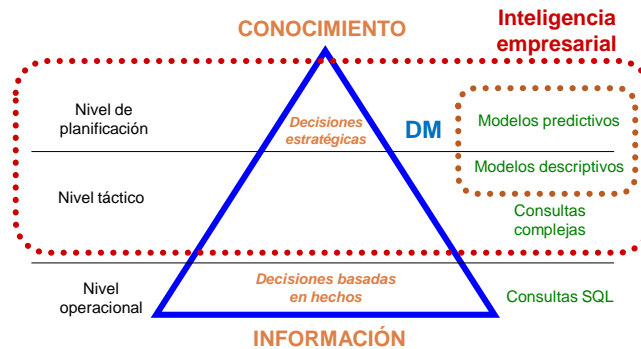 CONOCIMIENTO
Inteligencia
empresarial
Nivel de
planificación
Decisiones
estratégicas
DM
Modelos predictivos
Modelos descriptivos
Nivel táctico
Consultas
complejas
Nivel
operacional
Decisiones basadas
en hechos
Consultas SQL
INFORMACIÓN